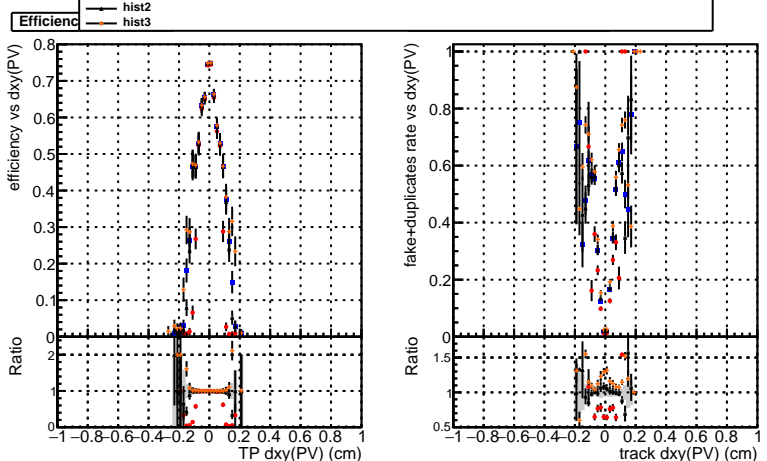 hist2
hist3
Efficienc
efficiency vs dxy(PV)
0.8
0.7
0.6
0.5
0.4
0.3
0.2
0.1
0
Ratio
2
1
0
−1 −0.8 −0.6 −0.4 −0.2 0 0.2 0.4 0.6 0.8 1
TP dxy(PV) (cm)
fake+duplicates rate vs dxy(PV)
1
0.8
0.6
0.4
0.2
0
Ratio
1.5
1
0.5
−1 −0.8 −0.6 −0.4 −0.2 0 0.2 0.4 0.6 0.8 1
track dxy(PV) (cm)